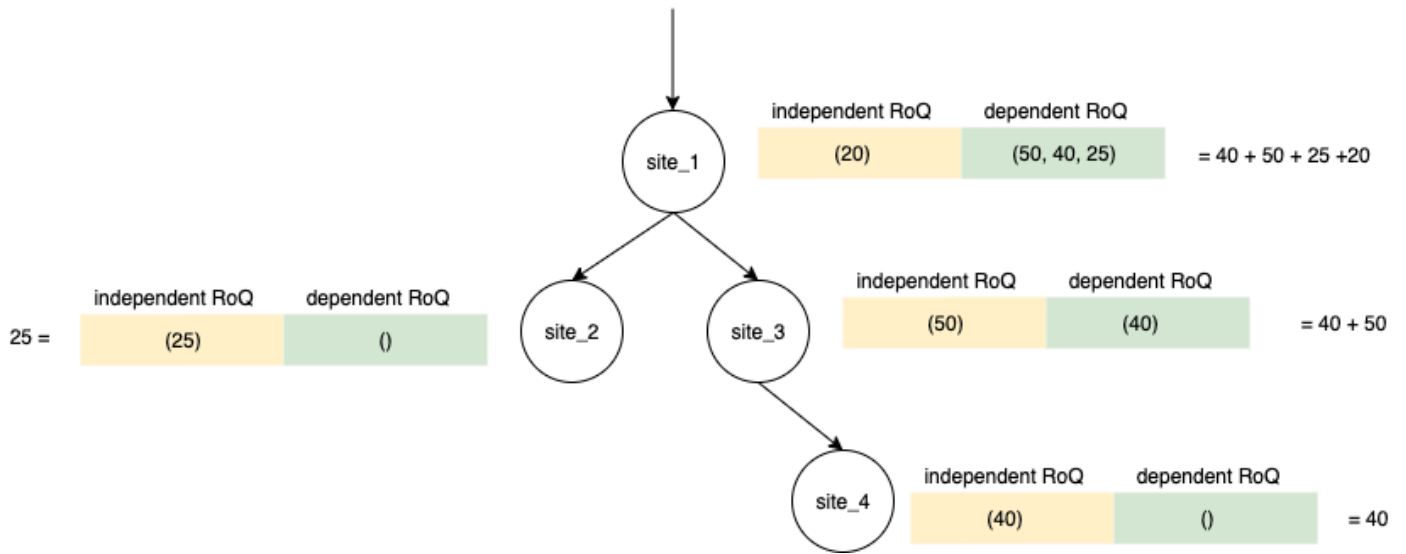 independent RoQ dependent RoQ
site_1 (20) (50, 40, 25) = 40 + 50 + 25 +20
independent RoQ dependent RoQ
25 = (25) () site_2
independent RoQ dependent RoQ
site_3 (50) (40) = 40 + 50
independent RoQ dependent RoQ
site_4 (40) () = 40